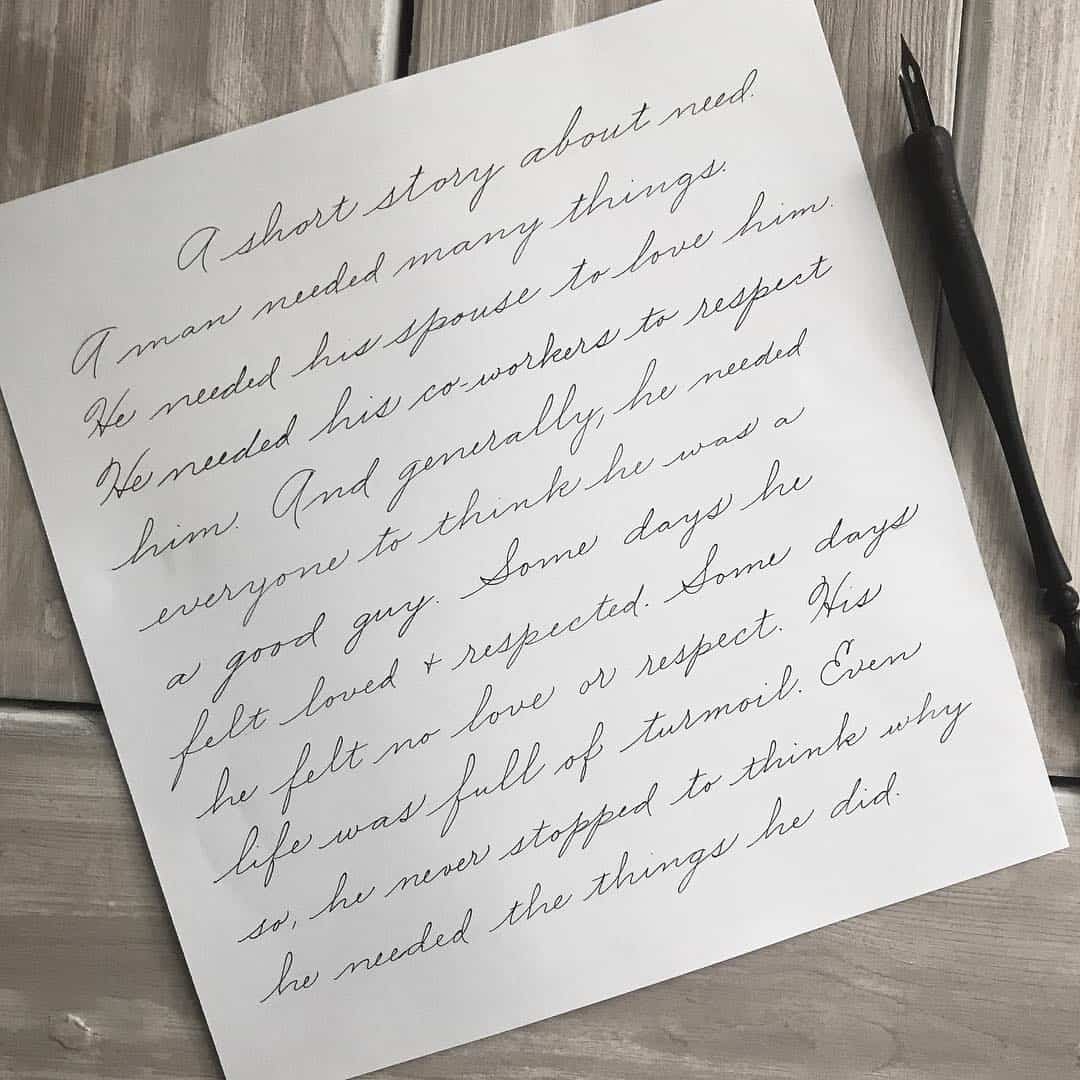 A short story about need.
A man needed many things.
He needed his spouse to love him.
He needed his co-workers to respect
him. And generally, he needed
everyone to think he was a
a good guy. Some days he
felt loved + respected. Some days
he felt no love or respect. His
life was full of turmoil. Even
so, he never stopped to think why
he needed the things he did.